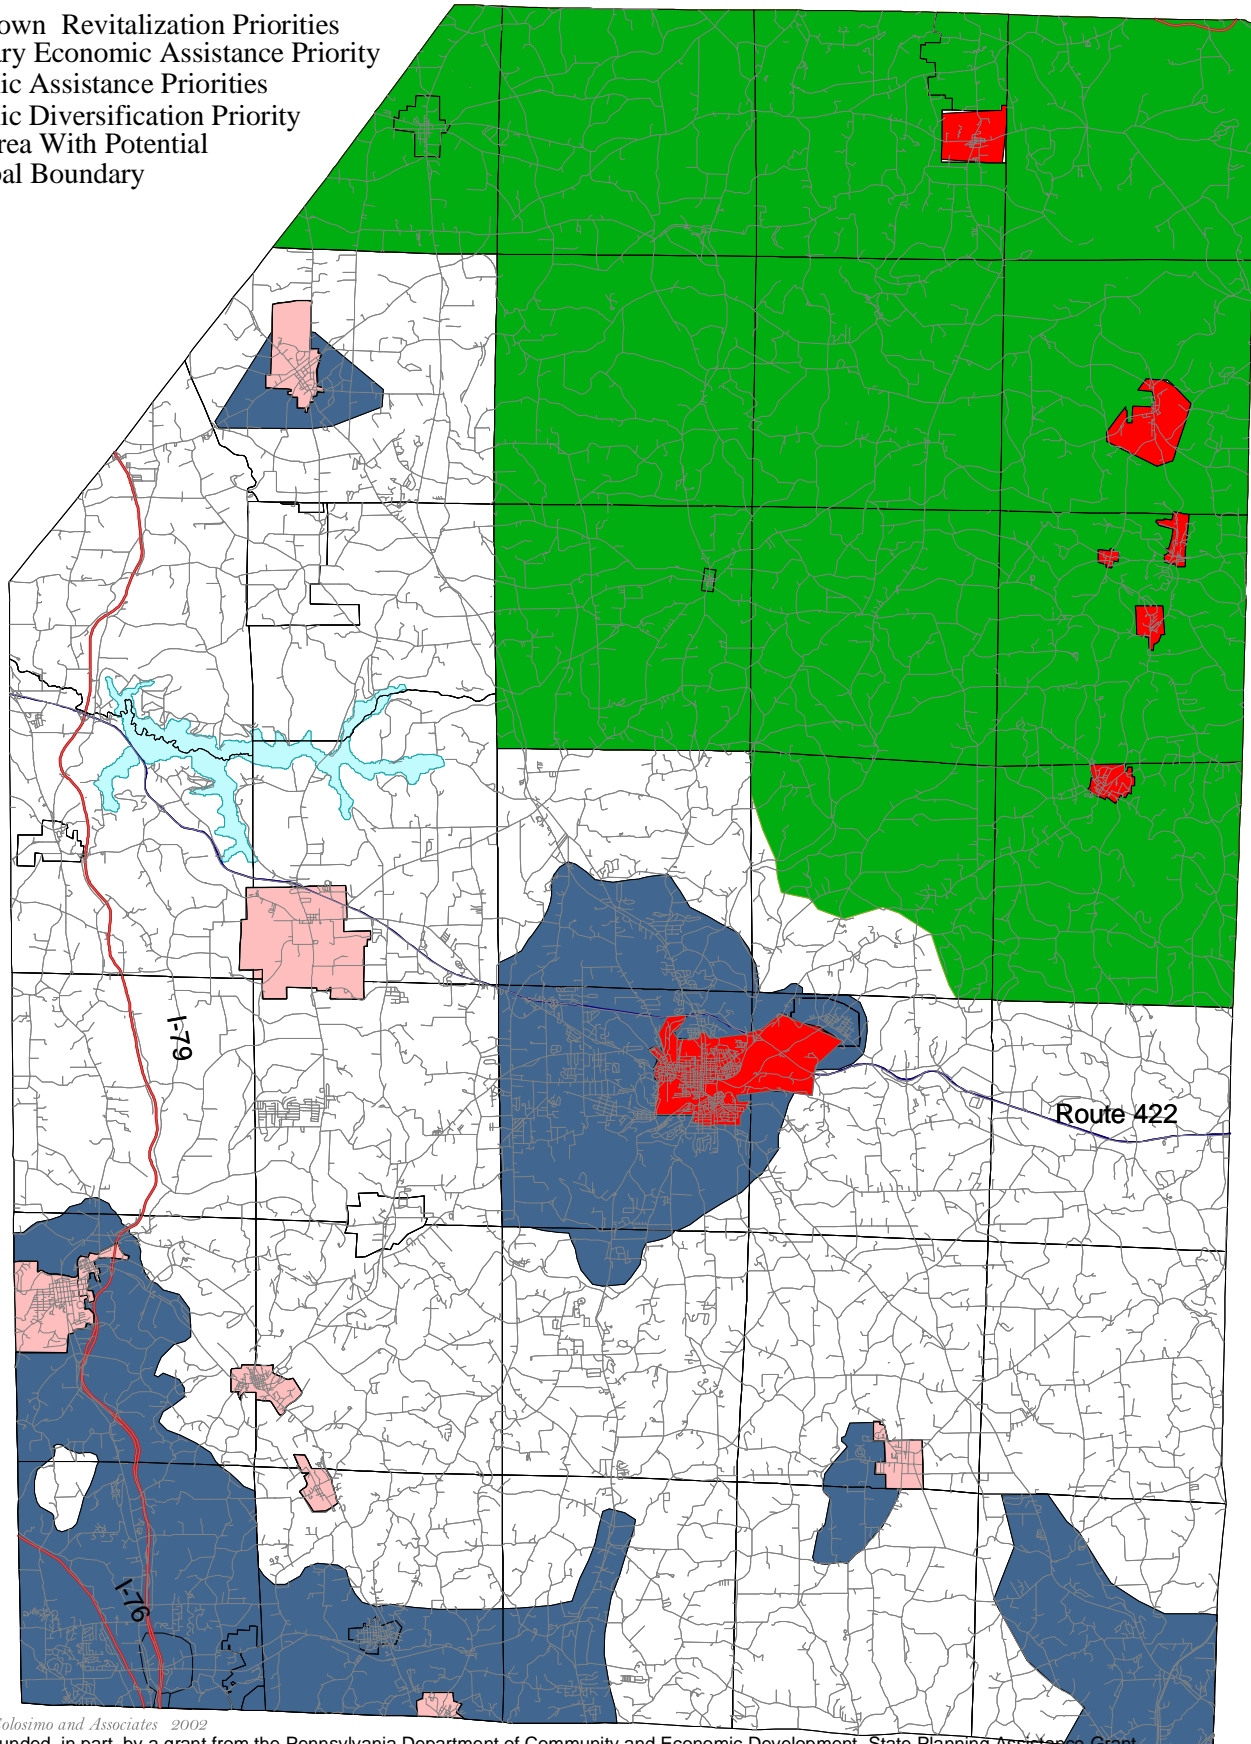 own Revitalization Priorities
ary Economic Assistance Priority
ic Assistance Priorities
ic Diversification Priority
rea With Potential
pal Boundary
I-79
Route 422
I-76
Colosimo and Associates 2002
unded, in part, by a grant from the Pennsylvania Department of Community and Economic Development, State Planning Assistance Grant